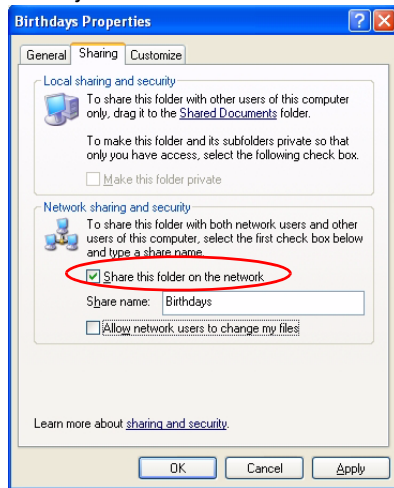 Birthdays Properties
General Sharing Customize
Local sharing and security
To share this folder with other users of this computer
only, drag it to the Shared Documents folder.
To make this folder and its subfolders private so that
only you have access, select the following check box.
Make this folder private
Network sharing and security
To share this folder with both network users and other
users of this computer, select the first check box below
and type a share name.
Share this folder on the network
Share name: Birthdays
Allow network users to change my files
Learn more about sharing and security.
OK Cancel Apply